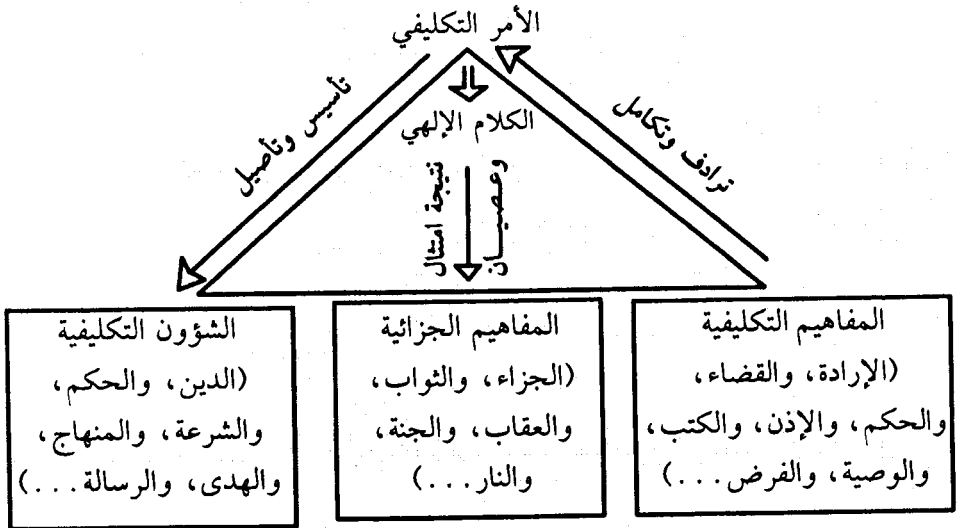 الأمر التكليفي
ترادف وتكامل
تأسيس وتأصيل
الكلام الإلهي
نتيجة امتثال
وعصيــان
المفاهيم التكليفية
(الإرادة، والقضاء،
والحكم، والإذن، والكتب،
والوصية، والفرض...)
المفاهيم الجزائية
(الجزاء، والثواب،
والعقاب، والجنة،
والنار...)
الشؤون التكليفية
(الدين، والحكم،
والشرعة، والمنهاج،
والهدى، والرسالة...)